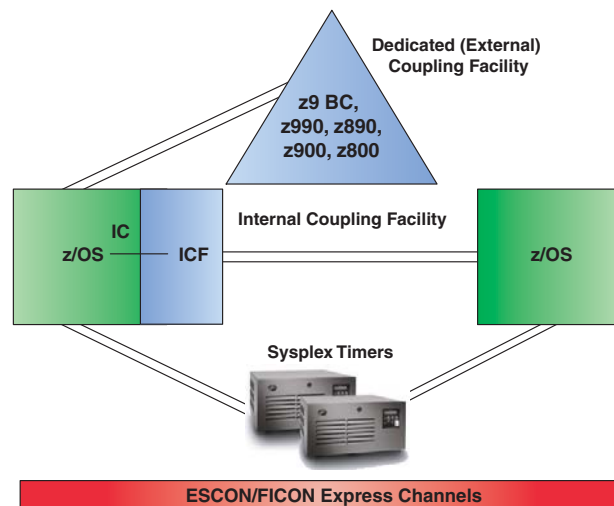 Dedicated (External)
Coupling Facility
z9 BC,
z990, z890,
z900, z800
Internal Coupling Facility
IC
z/OS
ICF
z/OS
Sysplex Timers
ESCON/FICON Express Channels